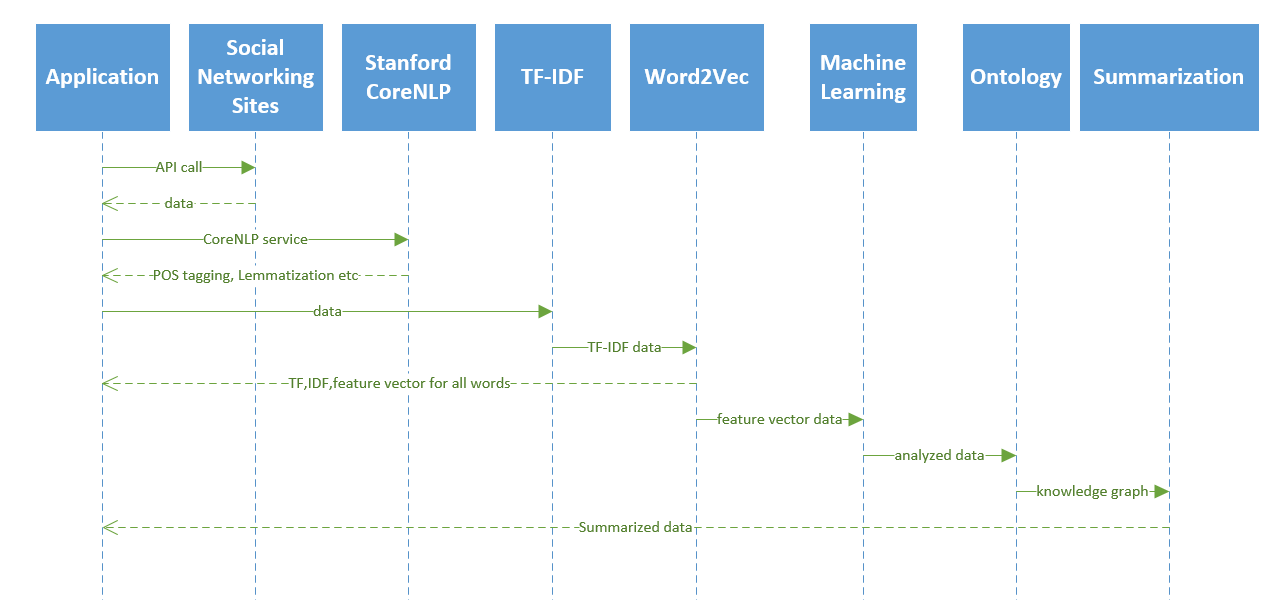 Application
Social
Networking
Sites
Stanford
CoreNLP
TF-IDF
Word2Vec
Machine
Learning
Ontology
Summarization
API call
data
CoreNLP service
POS tagging, Lemmatization etc
data
TF-IDF data
TF,IDF,feature vector for all words
feature vector data
analyzed data
knowledge graph
Summarized data